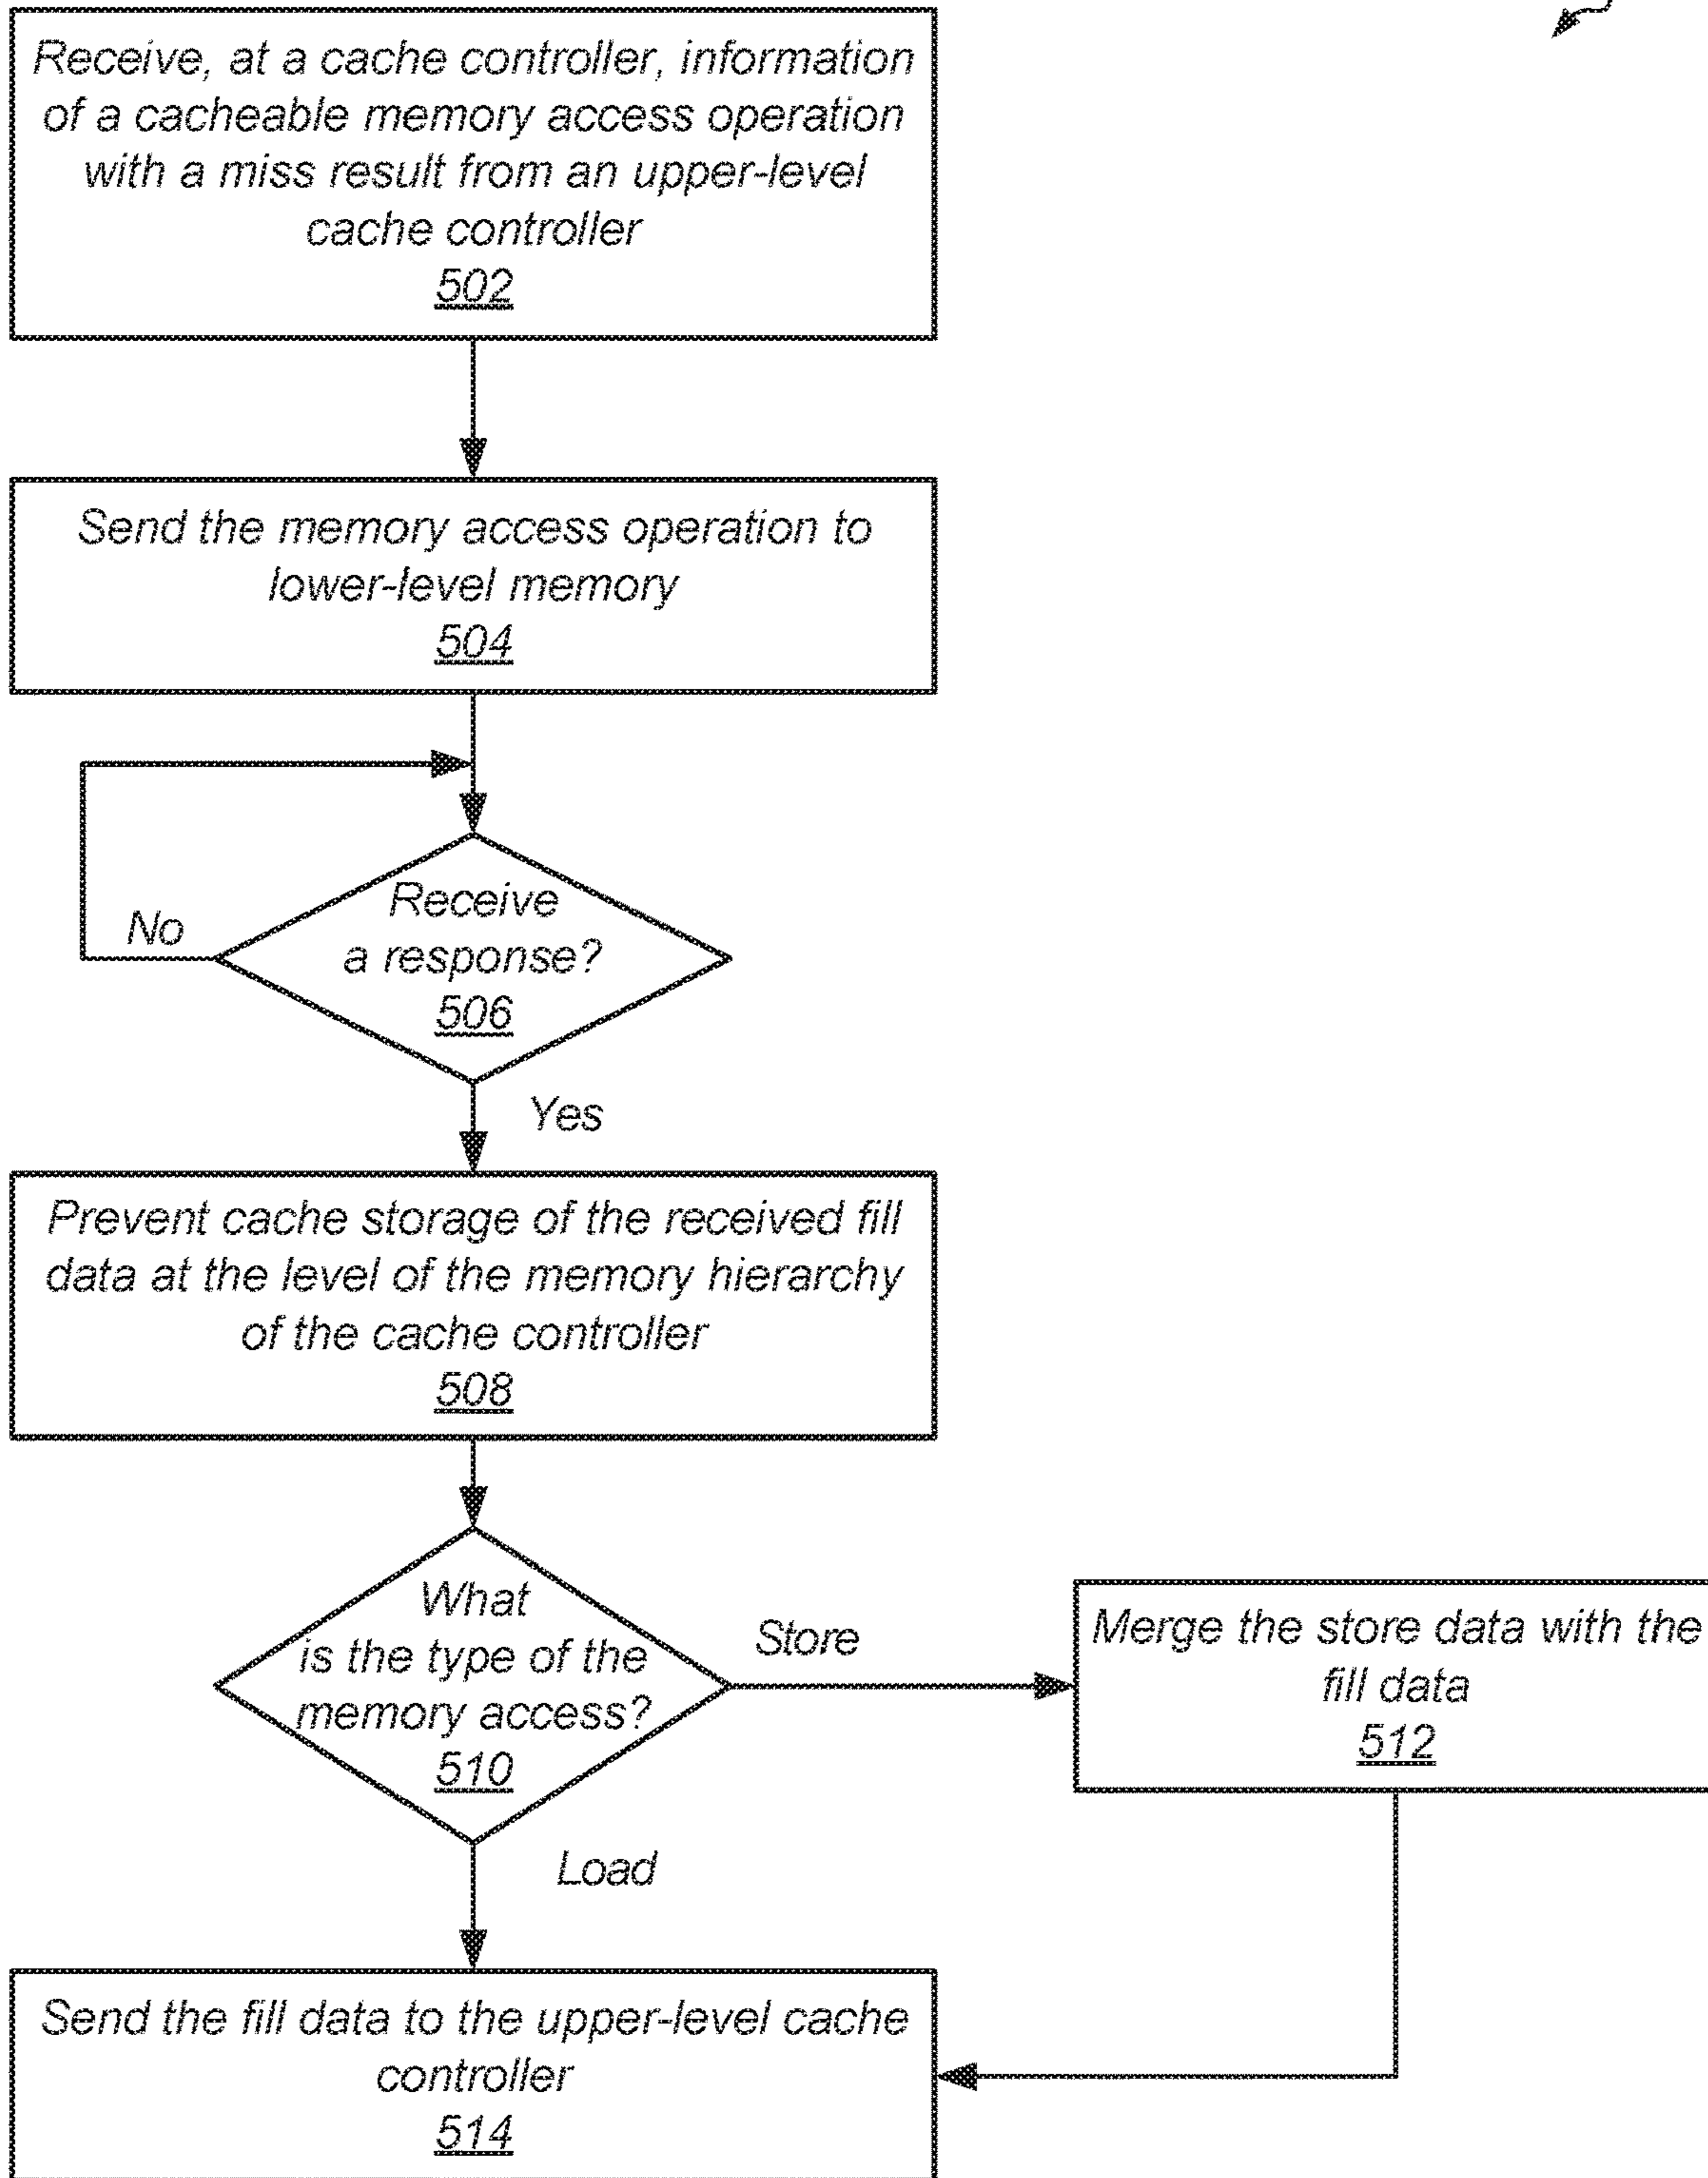 Receive, at a cache controller, information
of a cacheable memory access operation
with a miss result from an upper-level
cache controller
502
Send the memory access operation to
lower-level memory
504
Receive
a response?
506
No
Yes
Prevent cache storage of the received fill
data at the level of the memory hierarchy
of the cache controller
508
What
is the type of the
memory access?
510
Store
Merge the store data with the
fill data
512
Load
Send the fill data to the upper-level cache
controller
514